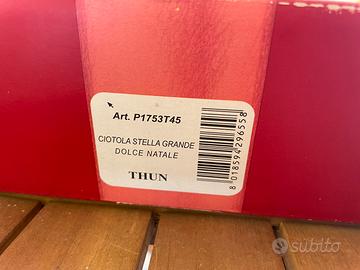 Art. P1753T45
CIOTOLA STELLA GRANDE
DOLCE NATALE
THUN
8 018594 296558
subito